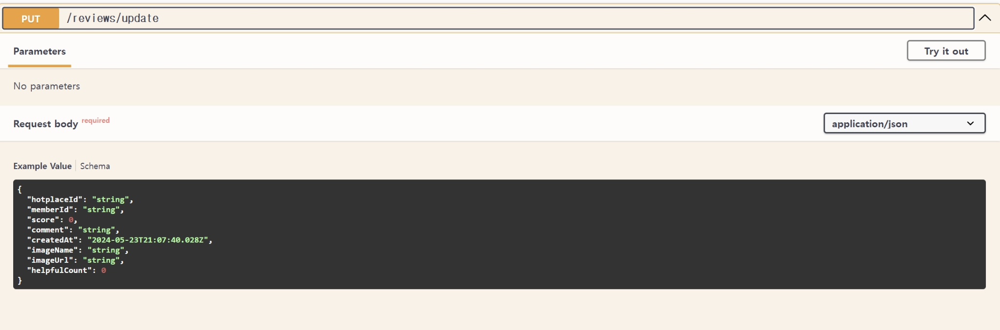 PUT /reviews/update
Parameters
Try it out
No parameters
Request body required
application/json
Example Value Schema
{
"hotplaceId": "string",
"memberId": "string",
"score": 0,
"comment": "string",
"createdAt": "2024-05-23T21:07:40.028Z",
"imageName": "string",
"imageUrl": "string",
"helpfulCount": 0
}